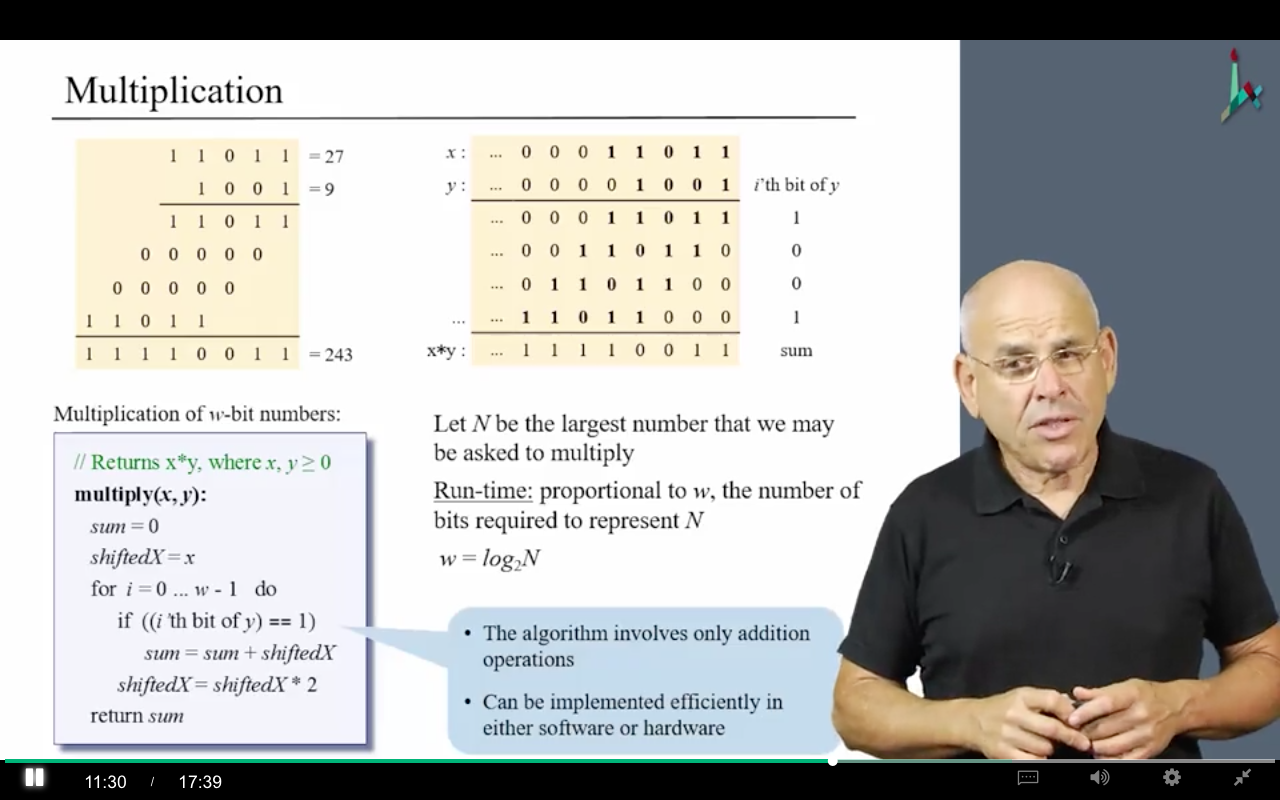 Multiplication
1 1 0 1 1 = 27
1 0 0 1 = 9
1 1 0 1 1
0 0 0 0 0
0 0 0 0 0
1 1 0 1 1
1 1 1 1 0 0 1 1 = 243
x : ... 0 0 0 1 1 0 1 1
y : ... 0 0 0 0 1 0 0 1 i'th bit of y
... 0 0 0 1 1 0 1 1 1
... 0 0 1 1 0 1 1 0 0
... 0 1 1 0 1 1 0 0 0
... ... 1 1 0 1 1 0 0 0 1
x*y : ... 1 1 1 1 0 0 1 1 sum
Multiplication of w-bit numbers:
// Returns x*y, where x, y ≥ 0
multiply(x, y):
sum = 0
shiftedX = x
for i = 0 ... w - 1 do
if ((i 'th bit of y) == 1)
sum = sum + shiftedX
shiftedX = shiftedX * 2
return sum
Let N be the largest number that we may
be asked to multiply
Run-time: proportional to w, the number of
bits required to represent N
w = log₂N
• The algorithm involves only addition
operations
• Can be implemented efficiently in
either software or hardware
11:30 / 17:39